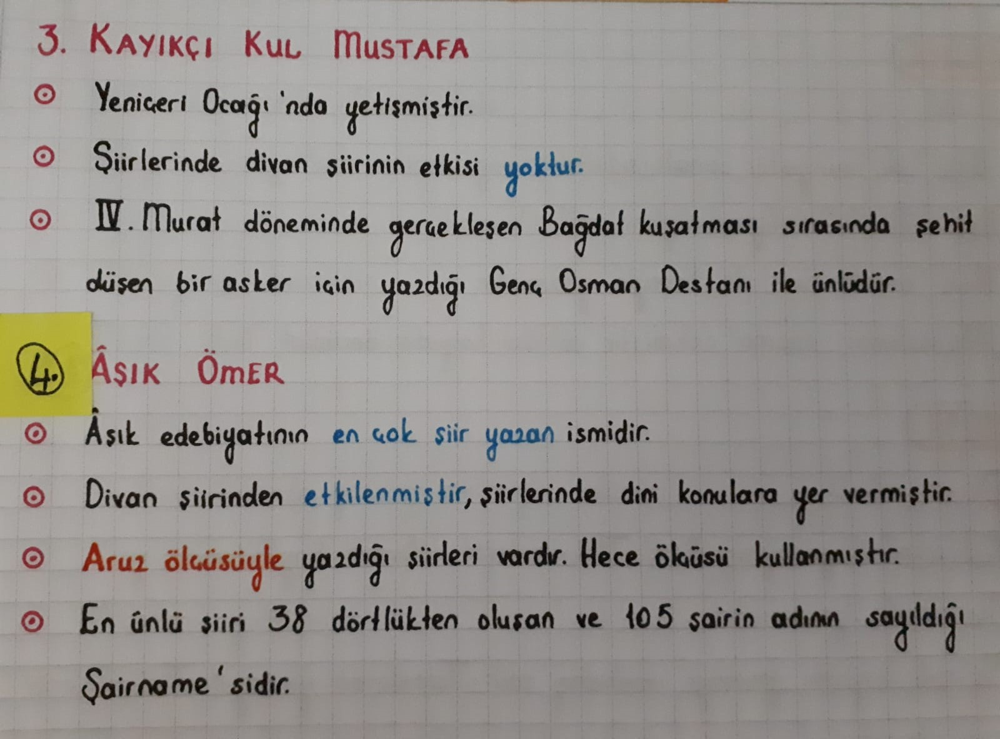 3. KAYIKÇI KUL MUSTAFA
Yeniçeri Ocağı'nda yetişmiştir.
Şiirlerinde divan şiirinin etkisi yoktur.
IV. Murat döneminde gerçekleşen Bağdat kuşatması sırasında şehit
düşen bir asker için yazdığı Genç Osman Destanı ile ünlüdür.
4. ÂŞIK ÖMER
Âşık edebiyatının en çok şiir yazan ismidir.
Divan şiirinden etkilenmiştir, şiirlerinde dini konulara yer vermiştir.
Aruz ölçüsüyle yazdığı şiirleri vardır. Hece ölçüsü kullanmıştır.
En ünlü şiiri 38 dörtlükten oluşan ve 105 şairin adının sayıldığı
Şairname'sidir.